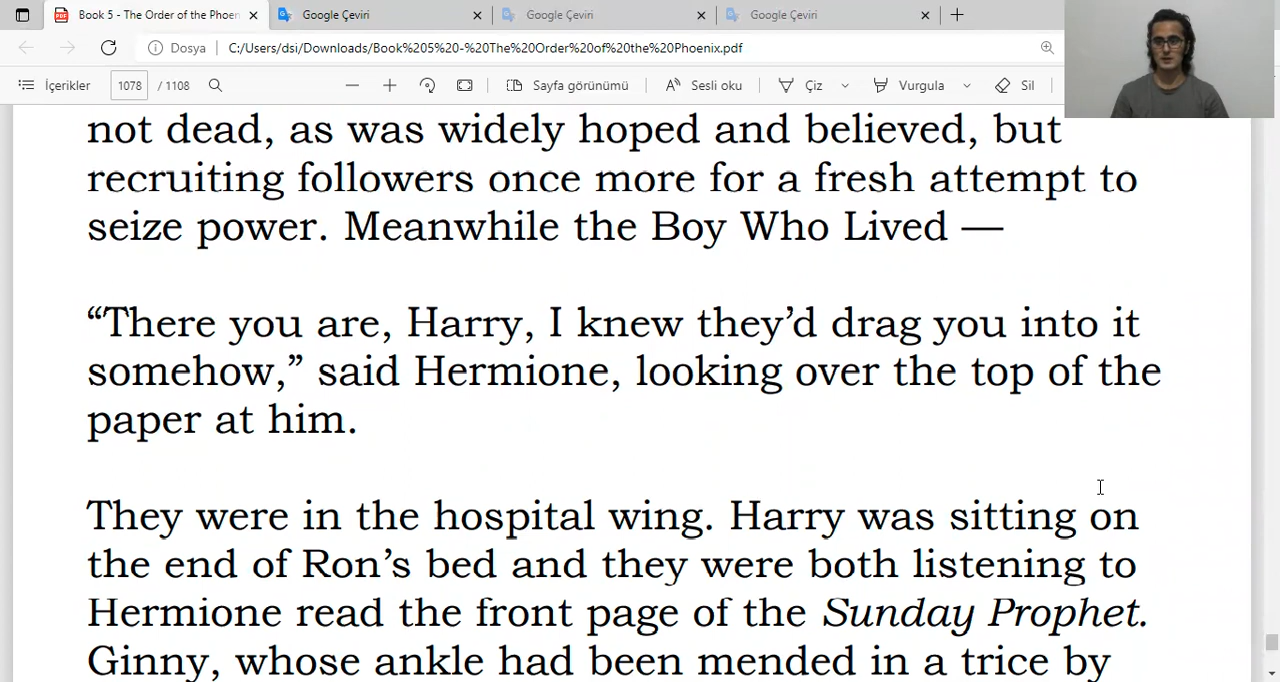 Book 5 - The Order of the Phoen
Google Çeviri
Google Çeviri
Google Çeviri
Dosya
C:/Users/dsi/Downloads/Book%205%20-%20The%20Order%20of%20the%20Phoenix.pdf
İçerikler
1078 / 1108
Sayfa görünümü
Sesli oku
Çiz
Vurgula
Sil
not dead, as was widely hoped and believed, but
recruiting followers once more for a fresh attempt to
seize power. Meanwhile the Boy Who Lived —
“There you are, Harry, I knew they’d drag you into it
somehow,” said Hermione, looking over the top of the
paper at him.
They were in the hospital wing. Harry was sitting on
the end of Ron’s bed and they were both listening to
Hermione read the front page of the Sunday Prophet.
Ginny, whose ankle had been mended in a trice by